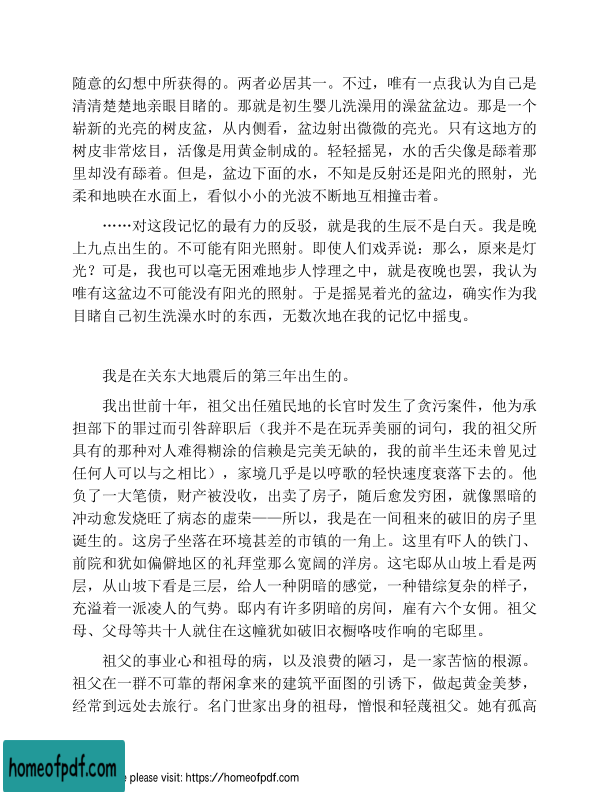 随意的幻想中所获得的。两者必居其一。不过，唯有一点我认为自己是
清清楚楚地亲眼目睹的。那就是初生婴儿洗澡用的澡盆盆边。那是一个
崭新的光亮的树皮盆，从内侧看，盆边射出微微的亮光。只有这地方的
树皮非常炫目，活像是用黄金制成的。轻轻摇晃，水的舌尖像是舔着那
里却没有舔着。但是，盆边下面的水，不知是反射还是阳光的照射，光
柔和地映在水面上，看似小小的光波不断地互相撞击着。
……对这段记忆的最有力的反驳，就是我的生辰不是白天。我是晚
上九点出生的。不可能有阳光照射。即使人们戏弄说：那么，原来是灯
光？可是，我也可以毫无困难地步人悖理之中，就是夜晚也罢，我认为
唯有这盆边不可能没有阳光的照射。于是摇晃着光的盆边，确实作为我
目睹自己初生洗澡水时的东西，无数次地在我的记忆中摇曳。
我是在关东大地震后的第三年出生的。
我出世前十年，祖父出任殖民地的长官时发生了贪污案件，他为承
担部下的罪过而引咎辞职后（我并不是在玩弄美丽的词句，我的祖父所
具有的那种对人难得糊涂的信赖是完美无缺的，我的前半生还未曾见过
任何人可以与之相比），家境几乎是以哼歌的轻快速度衰落下去的。他
负了一大笔债，财产被没收，出卖了房子，随后愈发穷困，就像黑暗的
冲动愈发烧旺了病态的虚荣——所以，我是在一间租来的破旧的房子里
诞生的。这房子坐落在环境甚差的市镇的一角上。这里有吓人的铁门、
前院和犹如偏僻地区的礼拜堂那么宽阔的洋房。这宅邸从山坡上看是两
层，从山坡下看是三层，给人一种阴暗的感觉，一种错综复杂的样子，
充溢着一派凌人的气势。邸内有许多阴暗的房间，雇有六个女佣。祖父
母、父母等共十人就住在这幢犹如破旧衣橱咯吱作响的宅邸里。
祖父的事业心和祖母的病，以及浪费的陋习，是一家苦恼的根源。
祖父在一群不可靠的帮闲拿来的建筑平面图的引诱下，做起黄金美梦，
经常到远处去旅行。名门世家出身的祖母，憎恨和轻蔑祖父。她有孤高
homeofpdf.com
e please visit: https://homeofpdf.com